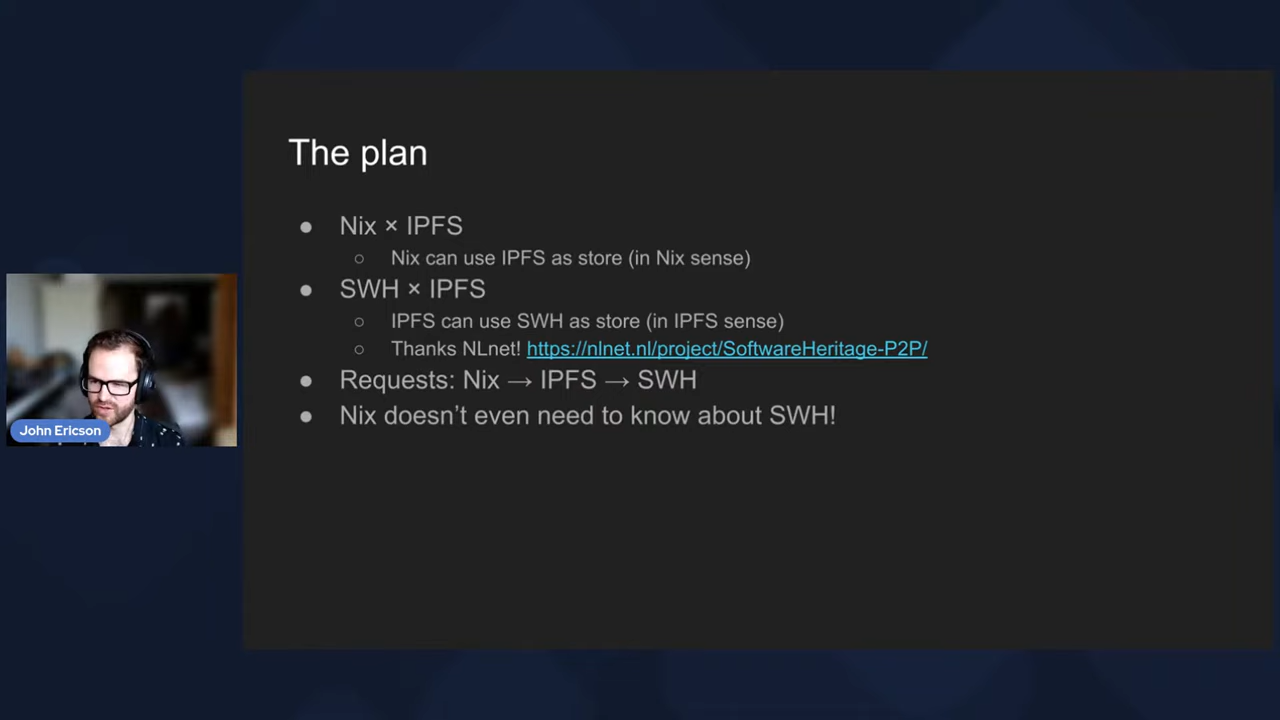 The plan
● Nix × IPFS
○ Nix can use IPFS as store (in Nix sense)
● SWH × IPFS
○ IPFS can use SWH as store (in IPFS sense)
○ Thanks NLnet! https://nlnet.nl/project/SoftwareHeritage-P2P/
● Requests: Nix → IPFS → SWH
● Nix doesn’t even need to know about SWH!
John Ericson